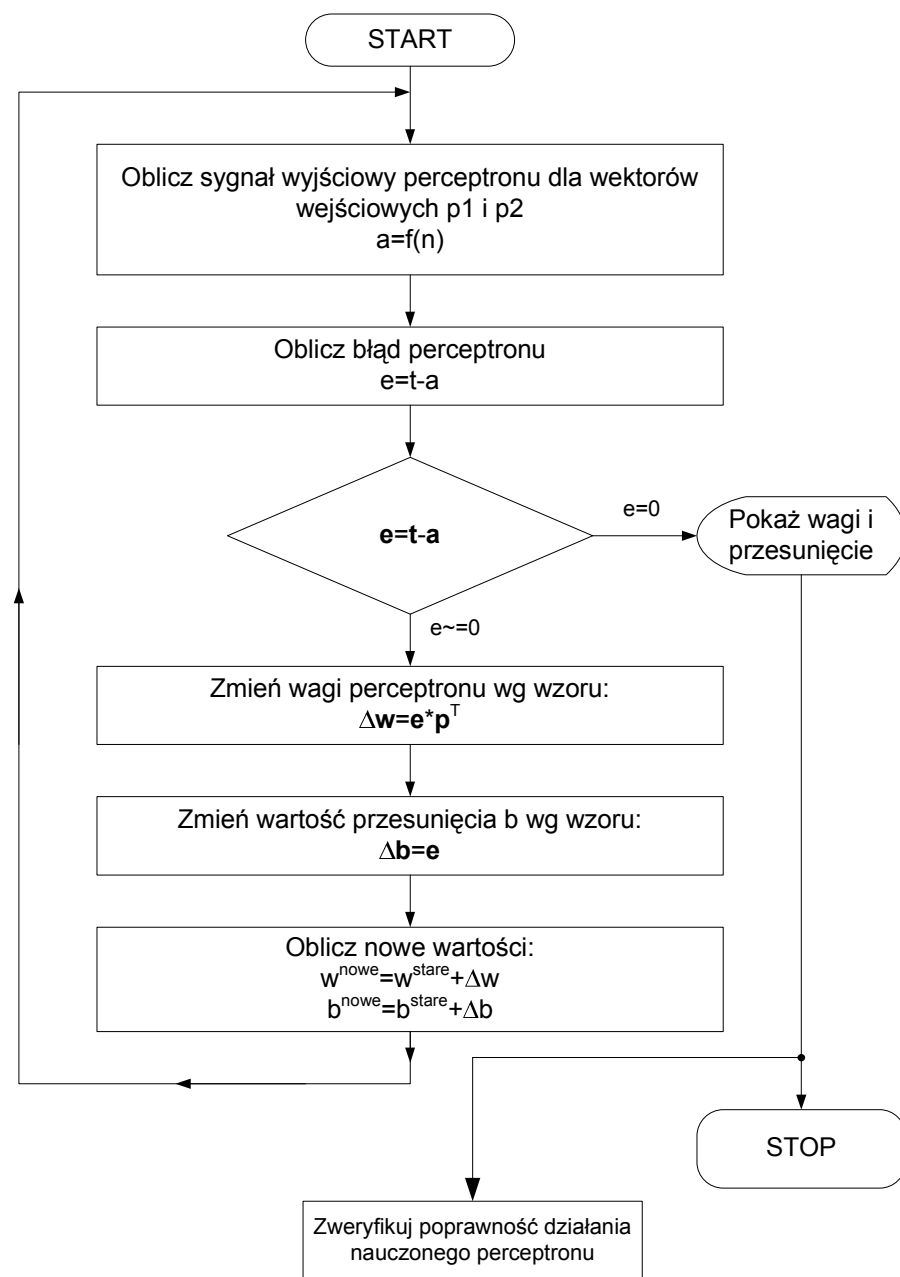 START
Oblicz sygnał wyjściowy perceptronu dla wektorów
wejściowych p1 i p2
a=f(n)
Oblicz błąd perceptronu
e=t-a
e=t-a
e=0
Pokaż wagi i
przesunięcie
e~=0
Zmień wagi perceptronu wg wzoru:
Δw=e*pᵀ
Zmień wartość przesunięcia b wg wzoru:
Δb=e
Oblicz nowe wartości:
wⁿᵒʷᵉ=wˢᵗᵃʳᵉ+Δw
bⁿᵒʷᵉ=bˢᵗᵃʳᵉ+Δb
STOP
Zweryfikuj poprawność działania
nauczonego perceptronu